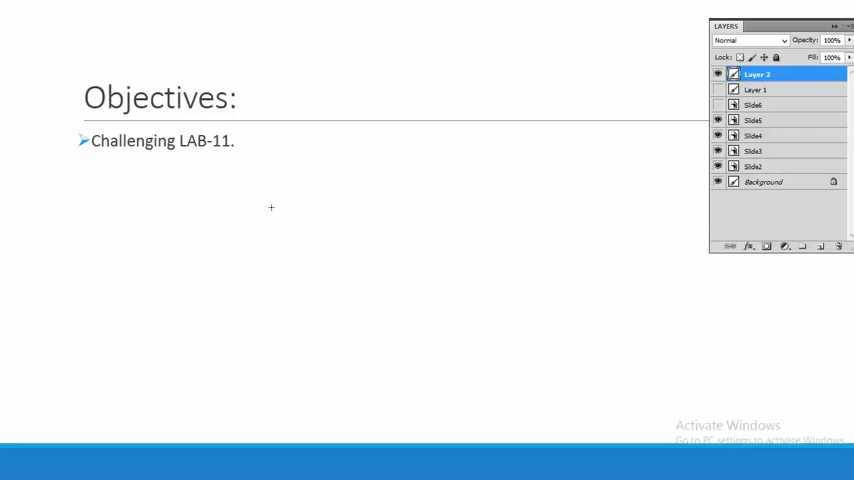 LAYERS
Normal Opacity: 100%
Lock: Fill: 100%
Layer 2
Layer 1
Slide6
Slide5
Slide4
Slide3
Slide2
Background
fx.
Objectives:
Challenging LAB-11.
Activate Windows
Go to PC settings to activate Windows.